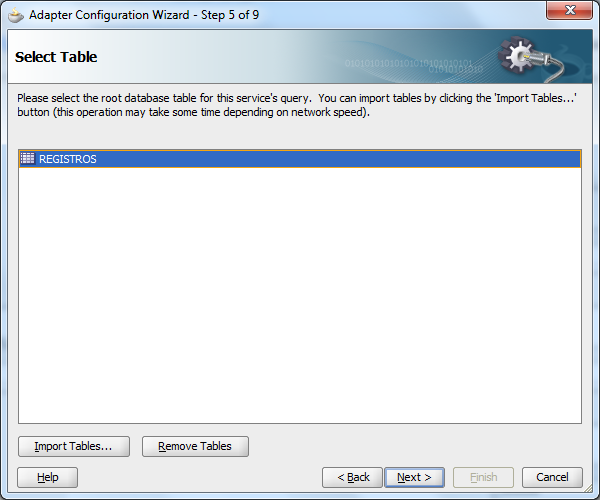 Adapter Configuration Wizard - Step 5 of 9
Select Table
010101010101010101010101
01010101010
Please select the root database table for this service's query. You can import tables by clicking the 'Import Tables...'
button (this operation may take some time depending on network speed).
REGISTROS
Import Tables...
Remove Tables
Help
< Back
Next >
Finish
Cancel